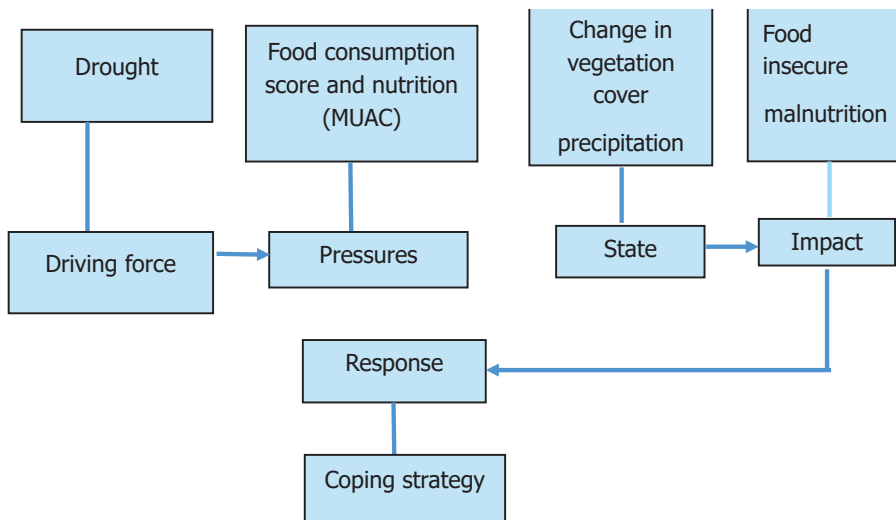 Drought
Food consumption
score and nutrition
(MUAC)
Change in
vegetation
cover
precipitation
Food
insecure
malnutrition
Driving force
Pressures
State
Impact
Response
Coping strategy